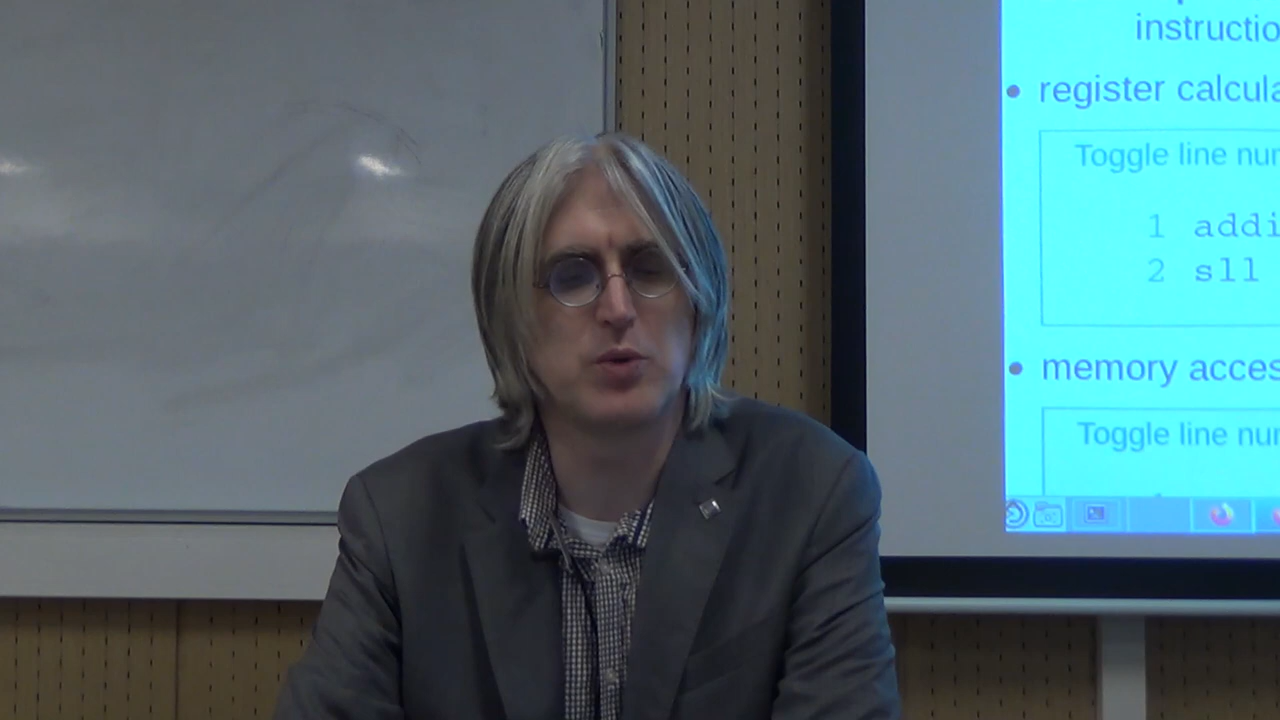 instructio
• register calcula
Toggle line nur
1 addi
2 sll
• memory acces
Toggle line nur